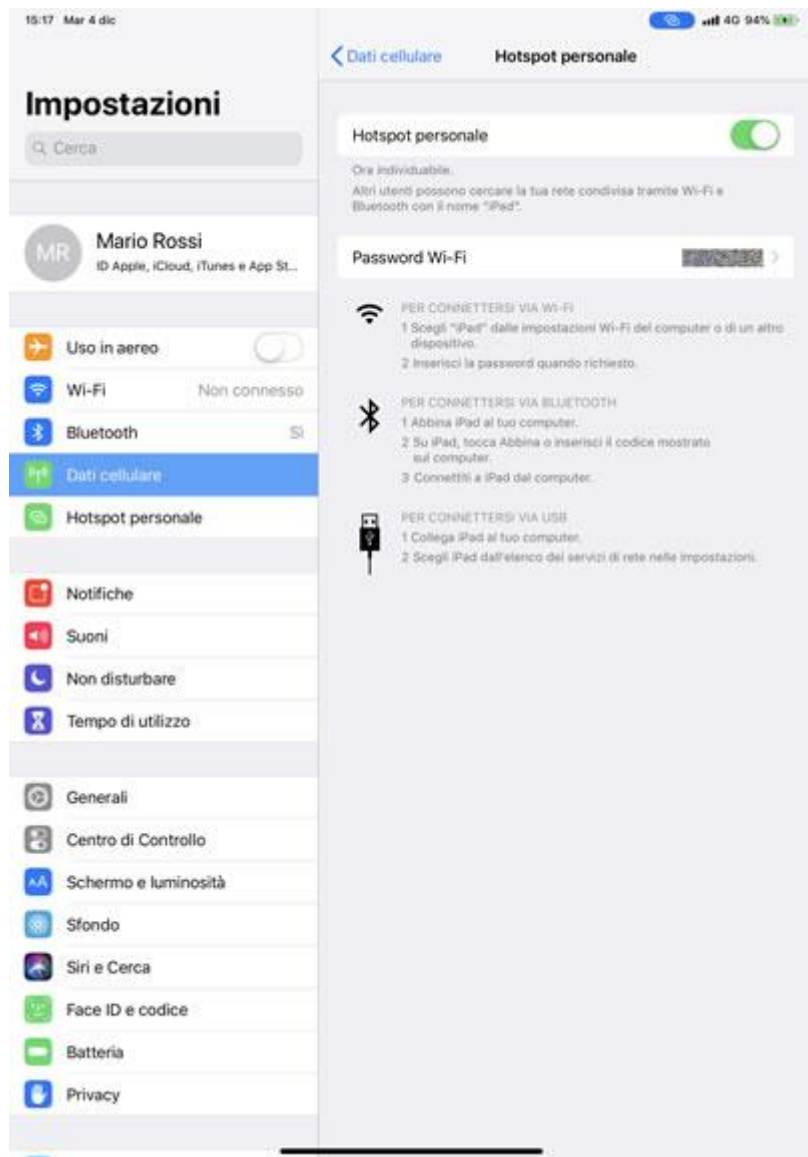 15:17 Mar 4 dic
4G 94%
Impostazioni
Cerca
MR
Mario Rossi
ID Apple, iCloud, iTunes e App St...
Uso in aereo
Wi-Fi Non connesso
Bluetooth Sì
Dati cellulare
Hotspot personale
Notifiche
Suoni
Non disturbare
Tempo di utilizzo
Generali
Centro di Controllo
AA
Schermo e luminosità
Sfondo
Siri e Cerca
Face ID e codice
Batteria
Privacy
Dati cellulare Hotspot personale
Hotspot personale
Ora individuabile.
Altri utenti possono cercare la tua rete condivisa tramite Wi-Fi e
Bluetooth con il nome "iPad".
Password Wi-Fi
PER CONNETTERSI VIA WI-FI
1 Scegli "iPad" dalle impostazioni Wi-Fi del computer o di un altro
dispositivo.
2 Inserisci la password quando richiesto.
PER CONNETTERSI VIA BLUETOOTH
1 Abbina iPad al tuo computer.
2 Su iPad, tocca Abbina o inserisci il codice mostrato
sul computer.
3 Connettiti a iPad dal computer.
PER CONNETTERSI VIA USB
1 Collega iPad al tuo computer.
2 Scegli iPad dall'elenco dei servizi di rete nelle impostazioni.